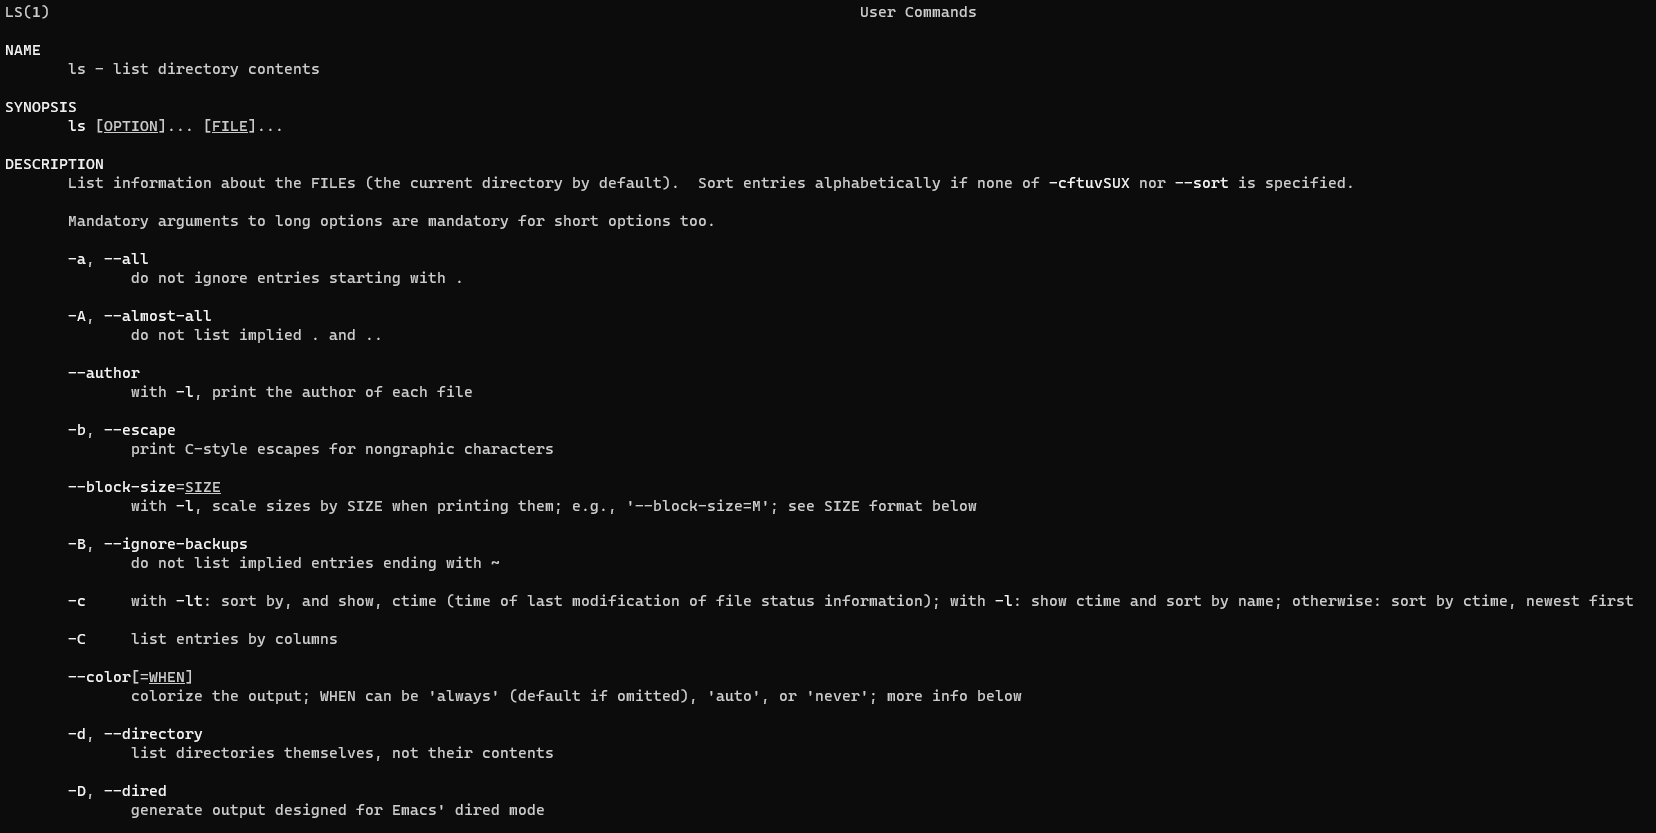 LS(1) User Commands
NAME
ls - list directory contents
SYNOPSIS
ls [OPTION]... [FILE]...
DESCRIPTION
List information about the FILEs (the current directory by default).  Sort entries alphabetically if none of -cftuvSUX nor --sort is specified.
Mandatory arguments to long options are mandatory for short options too.
-a, --all
do not ignore entries starting with .
-A, --almost-all
do not list implied . and ..
--author
with -l, print the author of each file
-b, --escape
print C-style escapes for nongraphic characters
--block-size=SIZE
with -l, scale sizes by SIZE when printing them; e.g., '--block-size=M'; see SIZE format below
-B, --ignore-backups
do not list implied entries ending with ~
-c with -lt: sort by, and show, ctime (time of last modification of file status information); with -l: show ctime and sort by name; otherwise: sort by ctime, newest first
-C list entries by columns
--color[=WHEN]
colorize the output; WHEN can be 'always' (default if omitted), 'auto', or 'never'; more info below
-d, --directory
list directories themselves, not their contents
-D, --dired
generate output designed for Emacs' dired mode